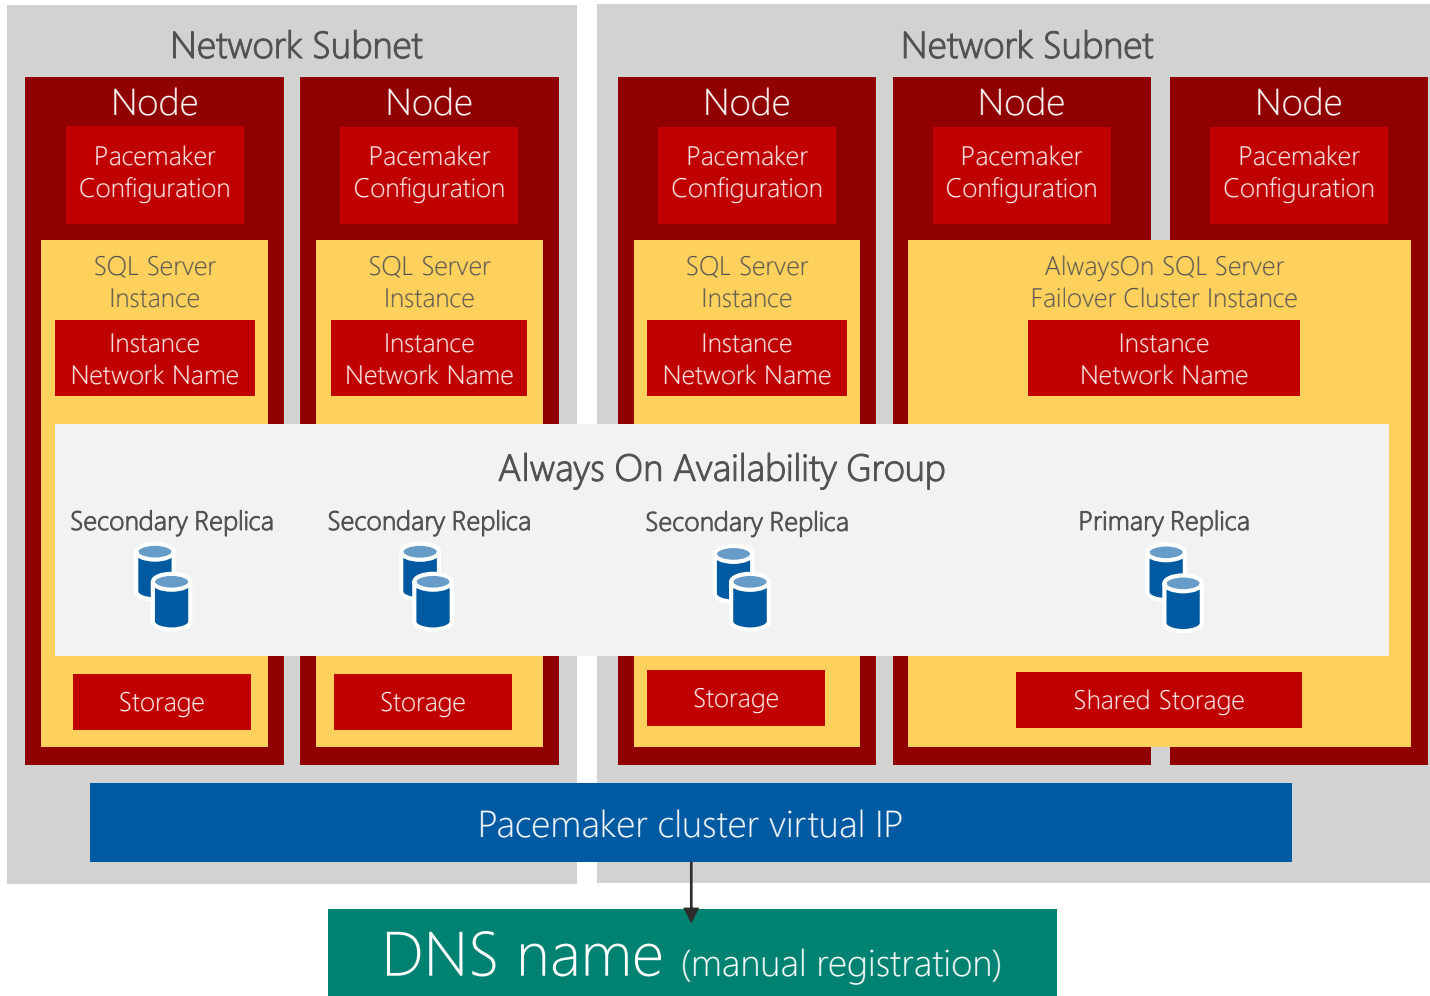 Network Subnet
Network Subnet
Node
Node
Node
Node
Node
Pacemaker
Configuration
Pacemaker
Configuration
Pacemaker
Configuration
Pacemaker
Configuration
Pacemaker
Configuration
SQL Server
Instance
SQL Server
Instance
SQL Server
Instance
AlwaysOn SQL Server
Failover Cluster Instance
Instance
Network Name
Instance
Network Name
Instance
Network Name
Instance
Network Name
Always On Availability Group
Secondary Replica
Secondary Replica
Secondary Replica
Primary Replica
Storage
Storage
Storage
Shared Storage
Pacemaker cluster virtual IP
DNS name (manual registration)